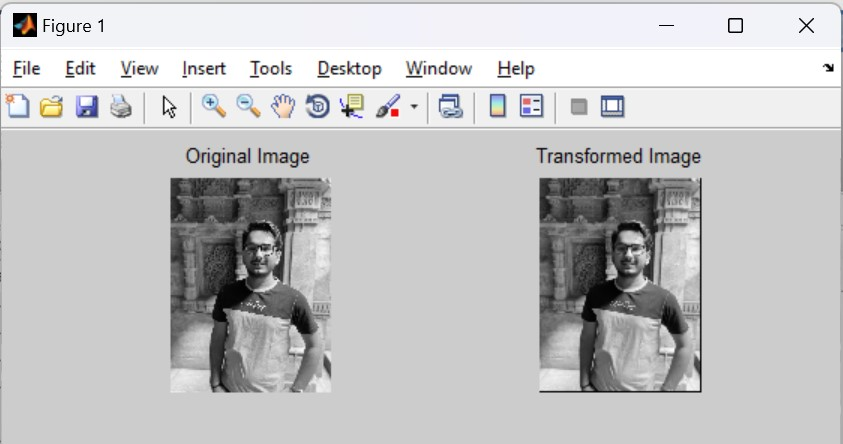 Figure 1
File Edit View Insert Tools Desktop Window Help
Original Image Transformed Image